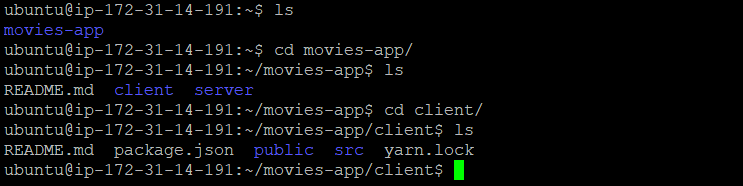 ubuntu@ip-172-31-14-191:~$ ls
movies-app
ubuntu@ip-172-31-14-191:~$ cd movies-app/
ubuntu@ip-172-31-14-191:~/movies-app$ ls
README.md  client  server
ubuntu@ip-172-31-14-191:~/movies-app$ cd client/
ubuntu@ip-172-31-14-191:~/movies-app/client$ ls
README.md  package.json  public  src  yarn.lock
ubuntu@ip-172-31-14-191:~/movies-app/client$